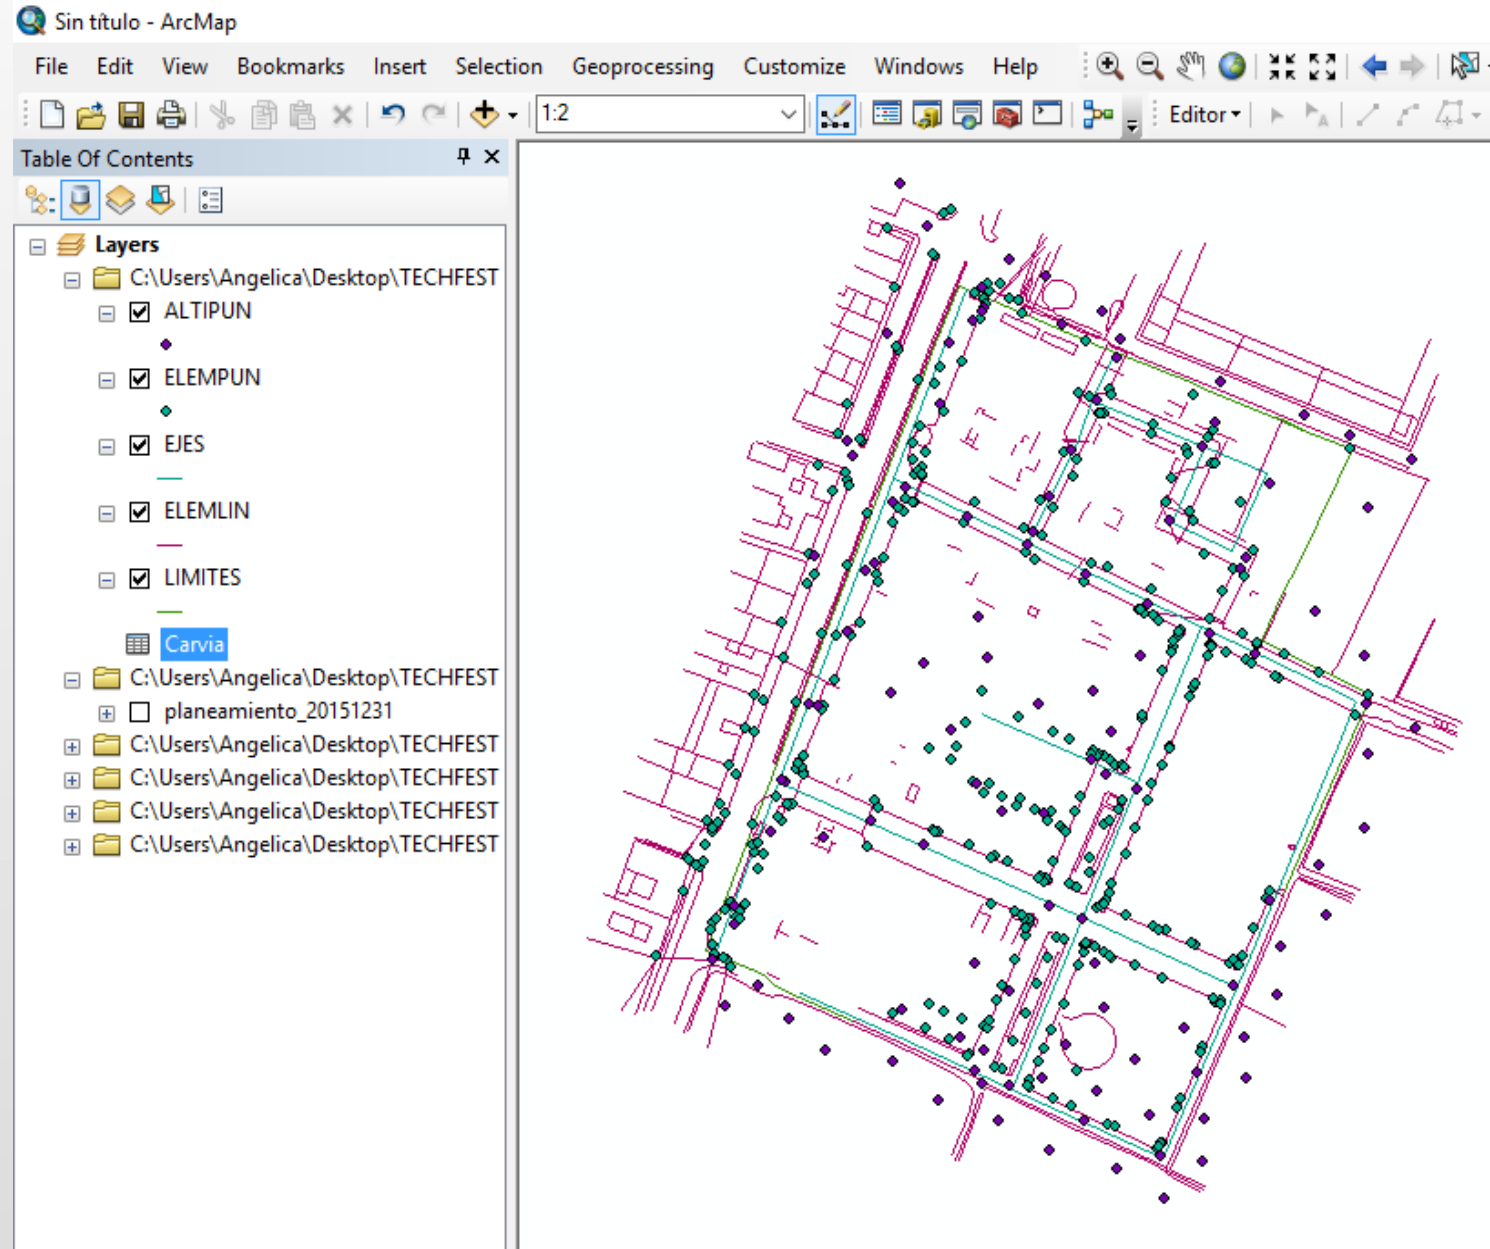 Sin título - ArcMap
File Edit View Bookmarks Insert Selection Geoprocessing Customize Windows Help
1:2
Editor
Table Of Contents
Layers
C:\Users\Angelica\Desktop\TECHFEST
ALTIPUN
ELEMPUN
EJES
ELEMLIN
LIMITES
Carvia
C:\Users\Angelica\Desktop\TECHFEST
planeamiento_20151231
C:\Users\Angelica\Desktop\TECHFEST
C:\Users\Angelica\Desktop\TECHFEST
C:\Users\Angelica\Desktop\TECHFEST
C:\Users\Angelica\Desktop\TECHFEST